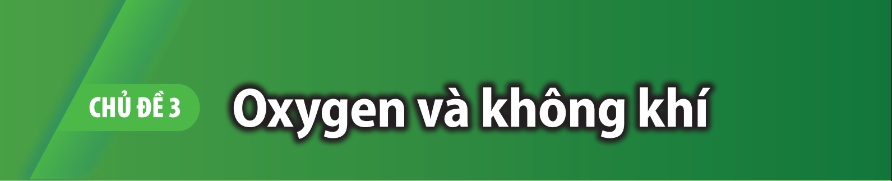 CHỦ ĐỀ 3
Oxygen và không khí